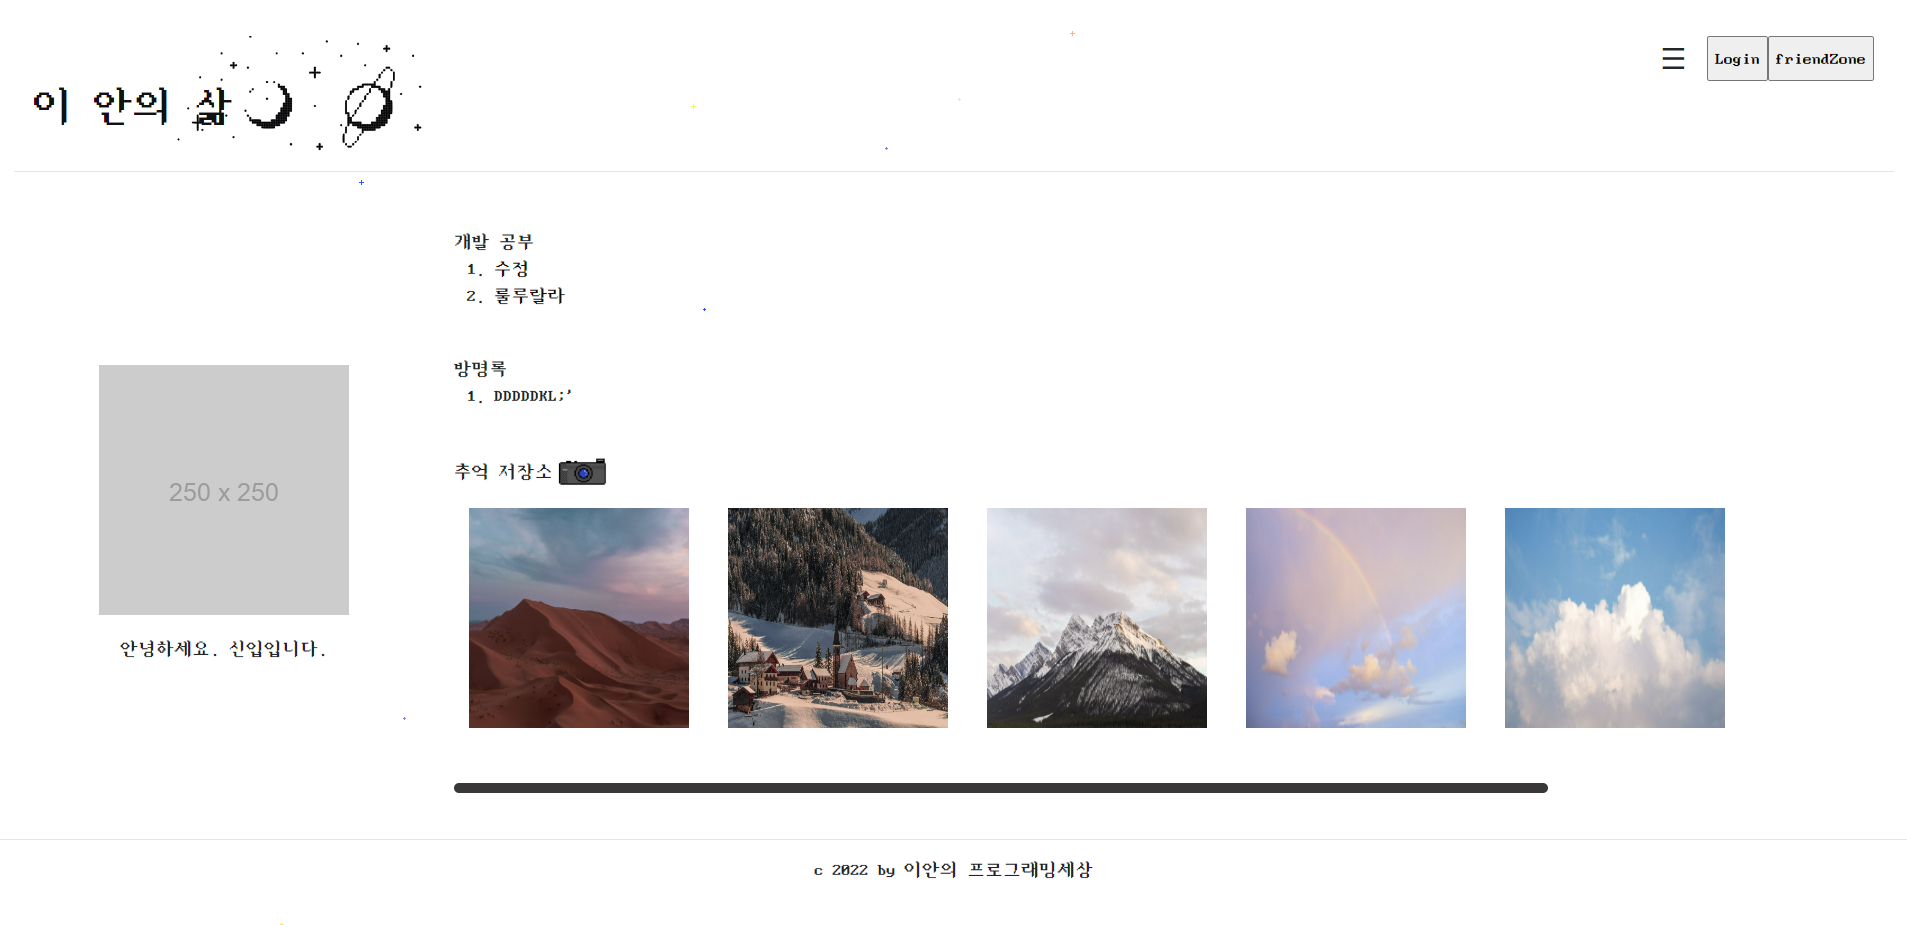 이 안의 삶
Login
friendZone
개발 공부
1. 수정
2. 룰루랄라
방명록
1. DDDDDKL;'
추억 저장소
250 x 250
안녕하세요. 신입입니다.
c 2022 by 이안의 프로그래밍세상